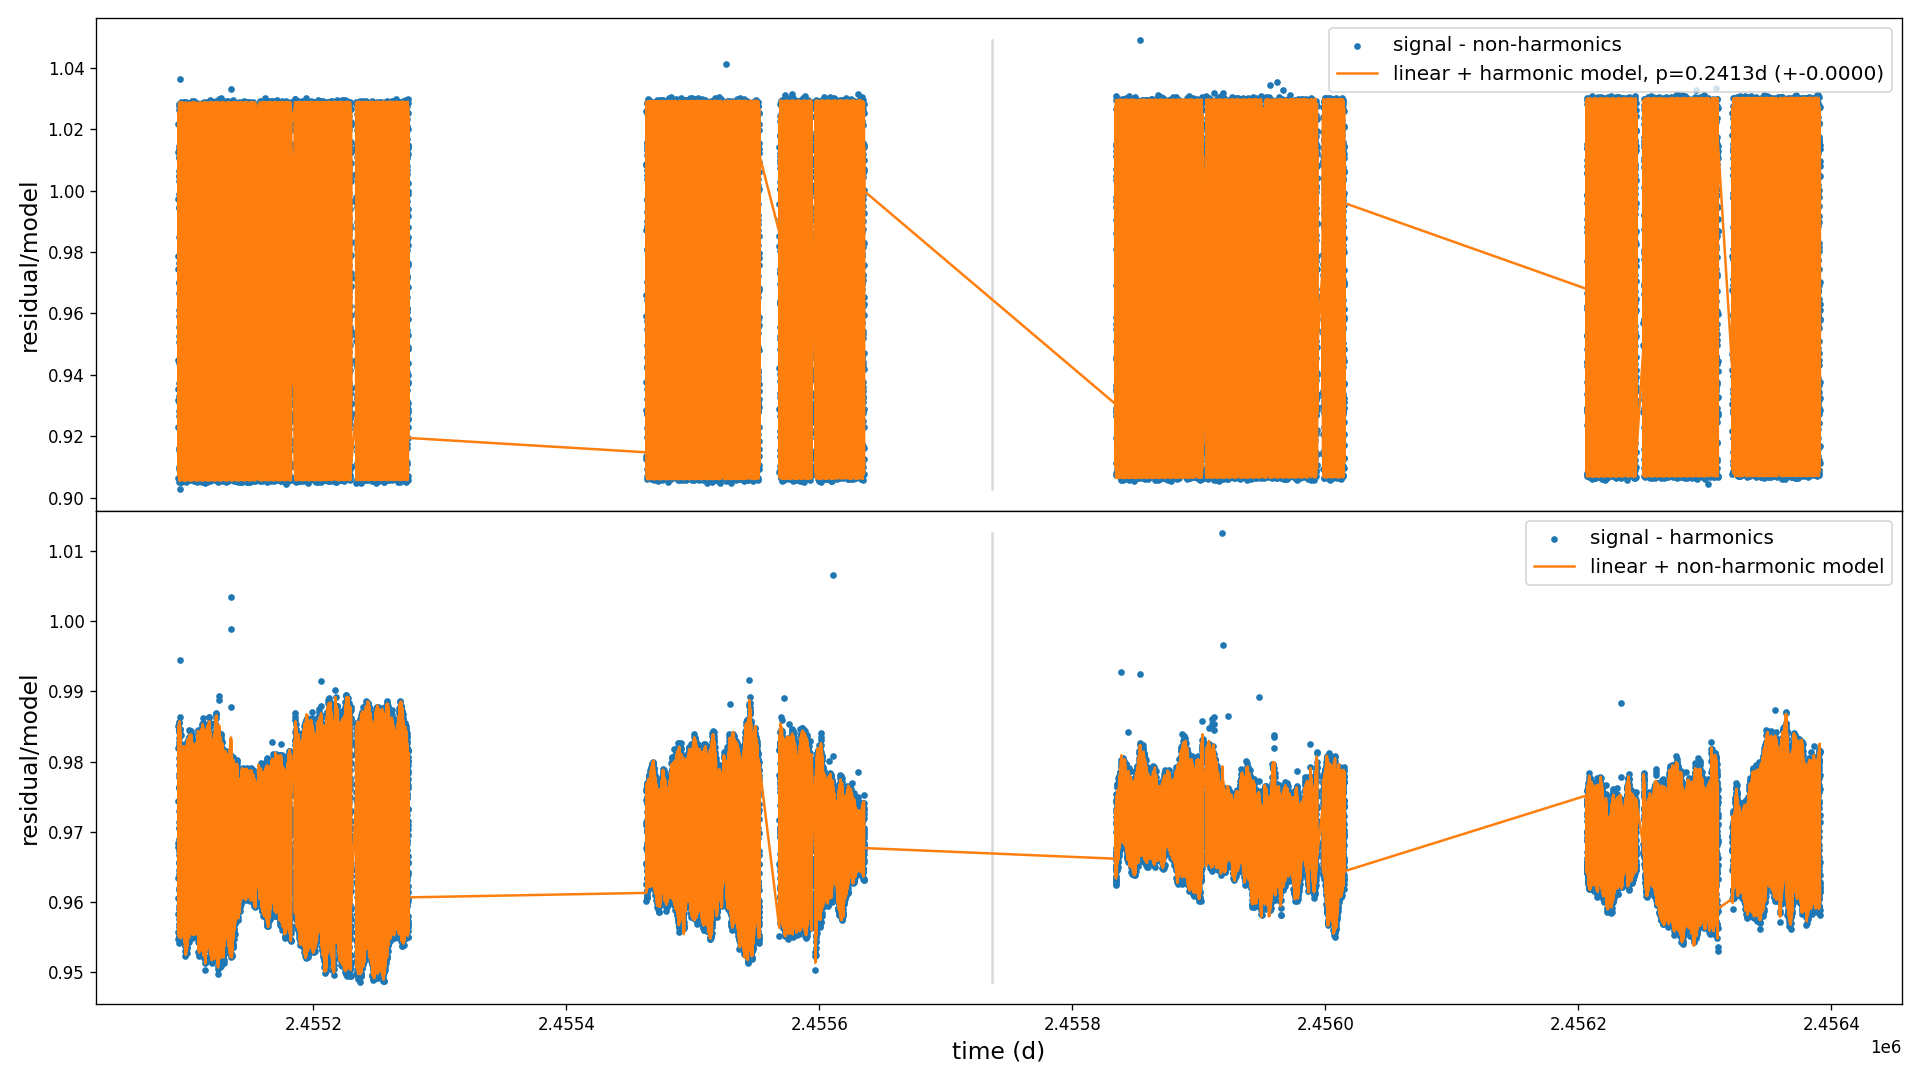 signal - non-harmonics
linear + harmonic model, p=0.2413d (+-0.0000)
residual/model
1.04
1.02
1.00
0.98
0.96
0.94
0.92
0.90
signal - harmonics
linear + non-harmonic model
residual/model
1.01
1.00
0.99
0.98
0.97
0.96
0.95
2.4552 2.4554 2.4556 2.4558 2.4560 2.4562 2.4564
1e6
time (d)